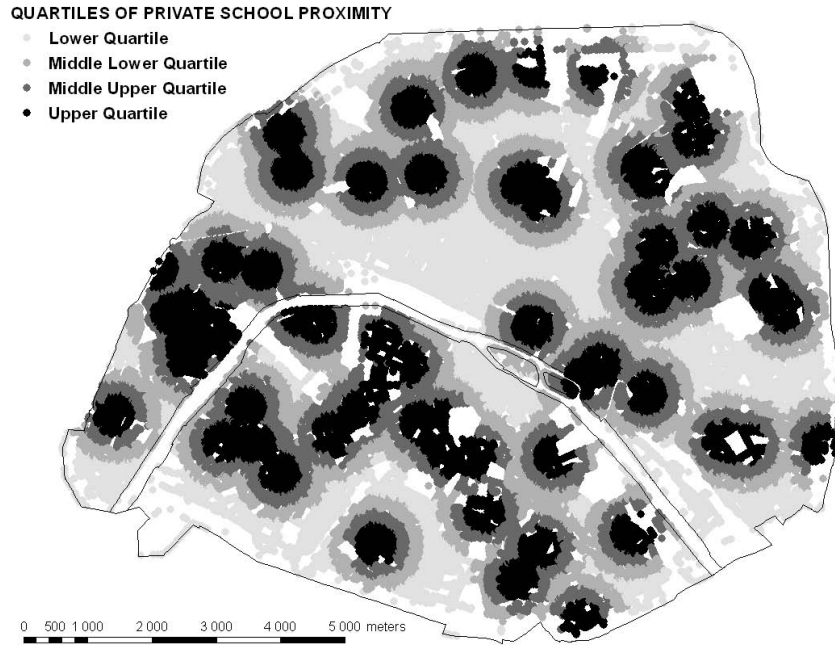 QUARTILES OF PRIVATE SCHOOL PROXIMITY
Lower Quartile
Middle Lower Quartile
Middle Upper Quartile
Upper Quartile
0 500 1 000 2 000 3 000 4 000 5 000 meters